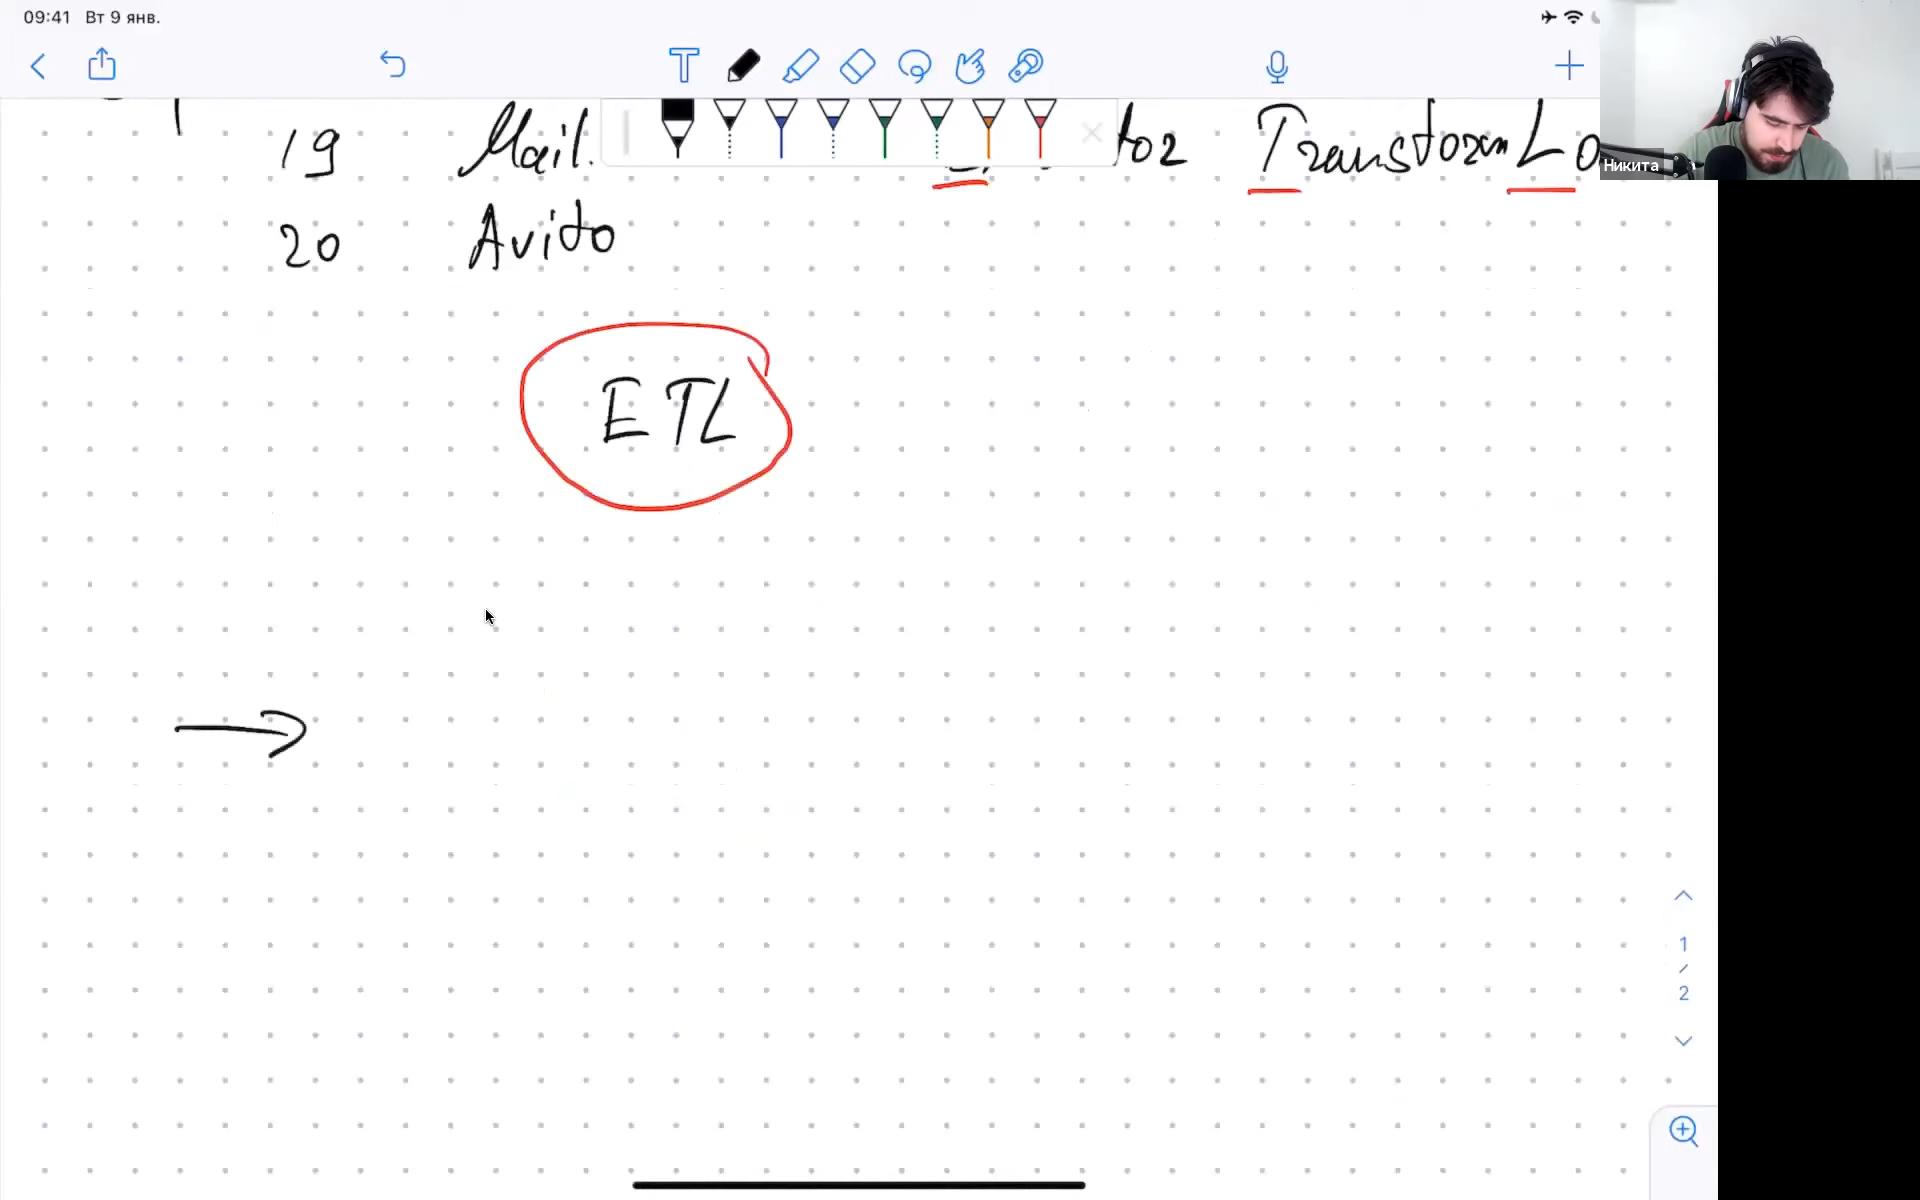 09:41 Вт 9 янв.
Никита
19 Mail. Transform Lo
20 Avito
ETL
1
/
2